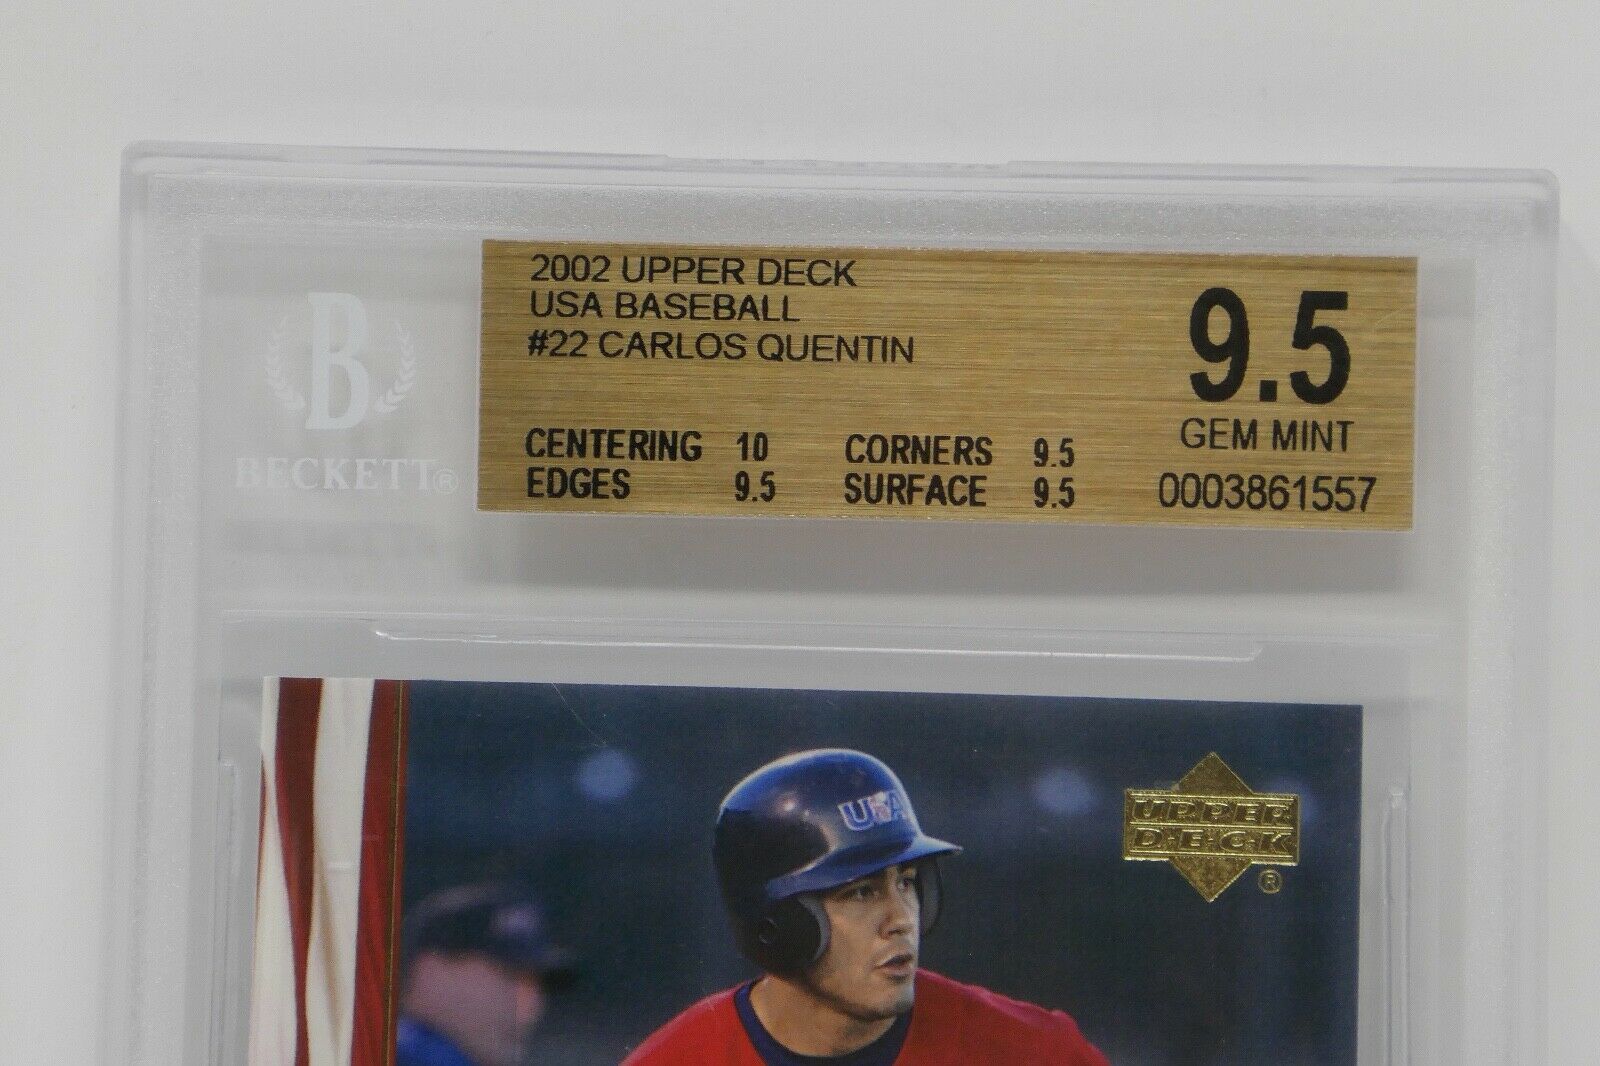 2002 UPPER DECK
USA BASEBALL
#22 CARLOS QUENTIN
9.5
GEM MINT
CENTERING 10 CORNERS 9.5
EDGES 9.5 SURFACE 9.5
0003861557
B
BECKETT®
USA
UPPER
DECK
®